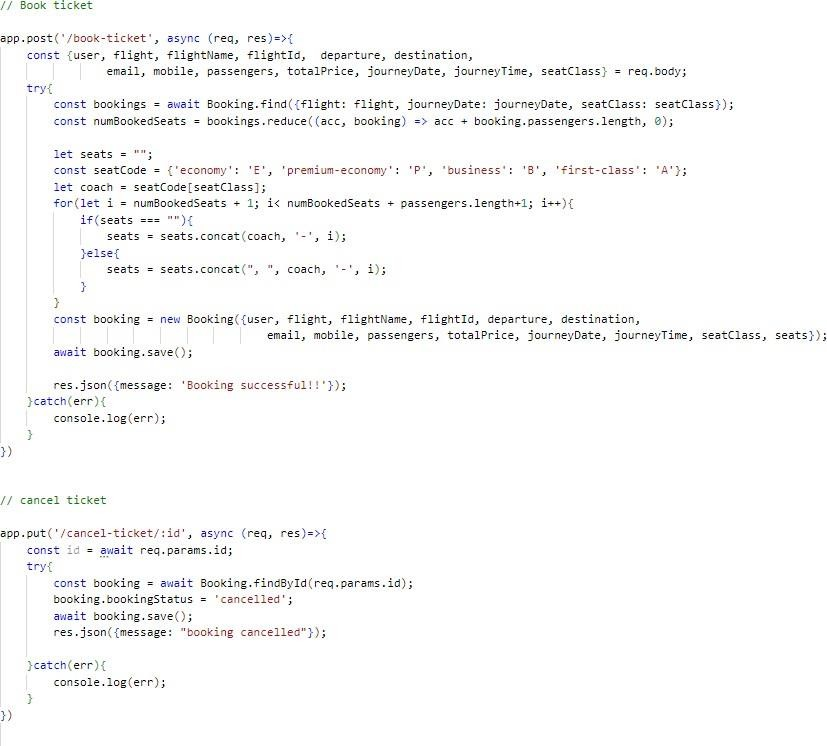 // Book ticket
app.post('/book-ticket', async (req, res)=>{
const {user, flight, flightName, flightId,  departure, destination,
email, mobile, passengers, totalPrice, journeyDate, journeyTime, seatClass} = req.body;
try{
const bookings = await Booking.find({flight: flight, journeyDate: journeyDate, seatClass: seatClass});
const numBookedSeats = bookings.reduce((acc, booking) => acc + booking.passengers.length, 0);
let seats = "";
const seatCode = {'economy': 'E', 'premium-economy': 'P', 'business': 'B', 'first-class': 'A'};
let coach = seatCode[seatClass];
for(let i = numBookedSeats + 1; i< numBookedSeats + passengers.length+1; i++){
if(seats === ""){
seats = seats.concat(coach, '-', i);
}else{
seats = seats.concat(", ", coach, '-', i);
}
}
const booking = new Booking({user, flight, flightName, flightId, departure, destination,
email, mobile, passengers, totalPrice, journeyDate, journeyTime, seatClass, seats});
await booking.save();
res.json({message: 'Booking successful!!'});
}catch(err){
console.log(err);
}
})
// cancel ticket
app.put('/cancel-ticket/:id', async (req, res)=>{
const id = await req.params.id;
try{
const booking = await Booking.findById(req.params.id);
booking.bookingStatus = 'cancelled';
await booking.save();
res.json({message: "booking cancelled"});
}catch(err){
console.log(err);
}
})